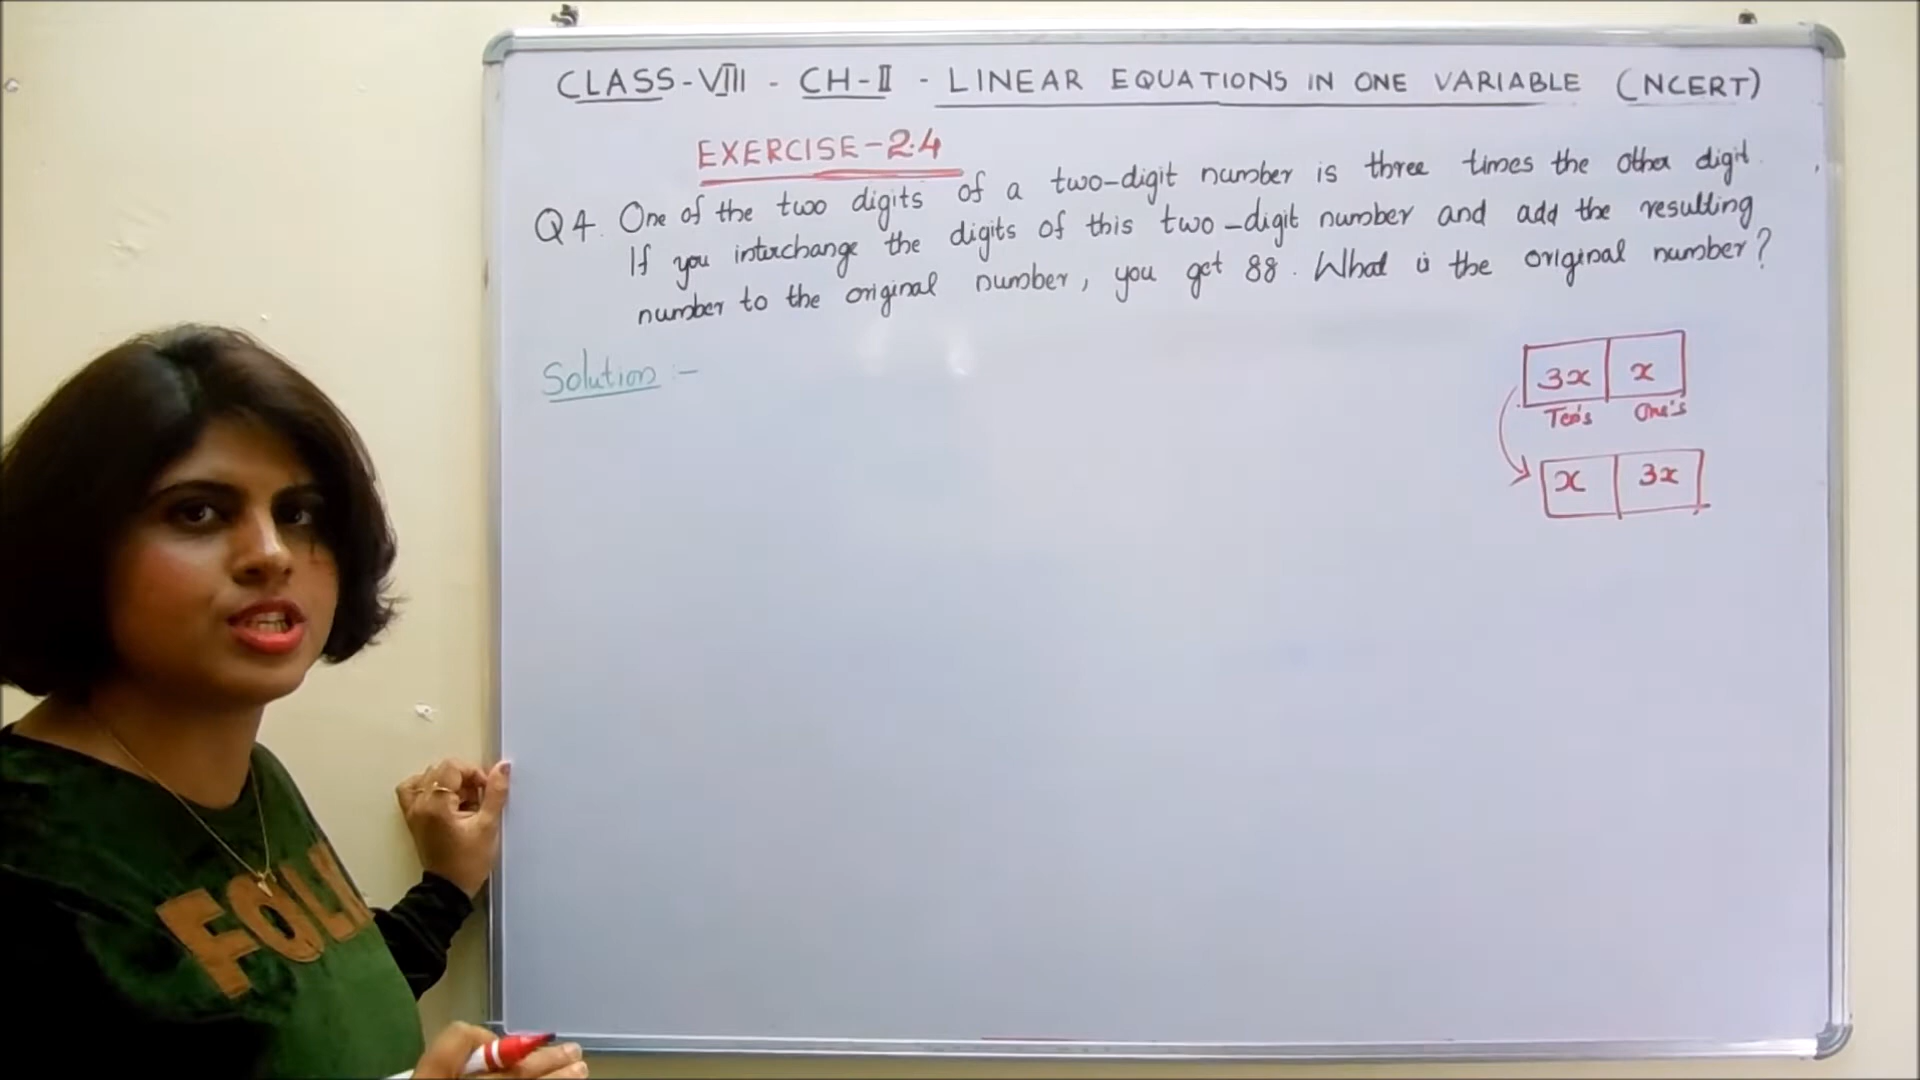 CLASS-VIII - CH-II - LINEAR EQUATIONS IN ONE VARIABLE (NCERT)
EXERCISE-2.4
Q4. One of the two digits of a two-digit number is three times the other digit.
If you interchange the digits of this two-digit number and add the resulting
number to the original number, you get 88. What is the original number?
Solution :-
3x x
Ten's One's
x 3x
FOLK